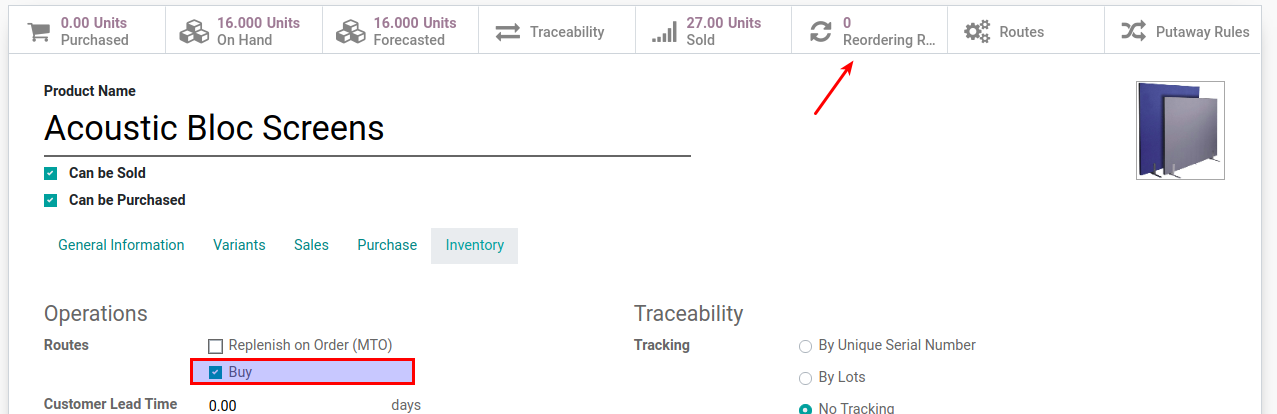 0.00 Units
Purchased
16.000 Units
On Hand
16.000 Units
Forecasted
Traceability
27.00 Units
Sold
0
Reordering R...
Routes
Putaway Rules
Product Name
Acoustic Bloc Screens
Can be Sold
Can be Purchased
General Information Variants Sales Purchase Inventory
Operations
Routes Replenish on Order (MTO)
Buy
Customer Lead Time 0.00 days
Traceability
Tracking By Unique Serial Number
By Lots
No Tracking